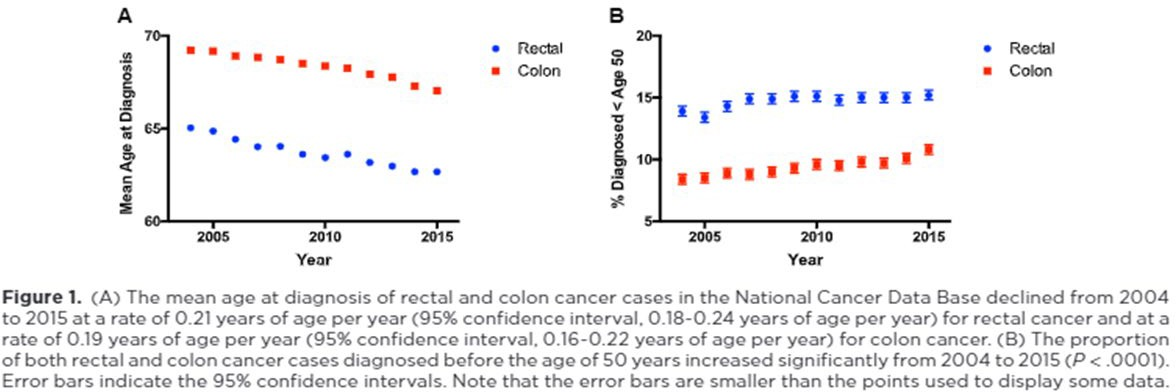 A
B
70
65
60
Mean Age at Diagnosis
2005 2010 2015
Year
Rectal
Colon
20
15
10
5
% Diagnosed < Age 50
2005 2010 2015
Year
Rectal
Colon
Figure 1. (A) The mean age at diagnosis of rectal and colon cancer cases in the National Cancer Data Base declined from 2004
to 2015 at a rate of 0.21 years of age per year (95% confidence interval, 0.18-0.24 years of age per year) for rectal cancer and at a
rate of 0.19 years of age per year (95% confidence interval, 0.16-0.22 years of age per year) for colon cancer. (B) The proportion
of both rectal and colon cancer cases diagnosed before the age of 50 years increased significantly from 2004 to 2015 (P < .0001).
Error bars indicate the 95% confidence intervals. Note that the error bars are smaller than the points used to display some data.